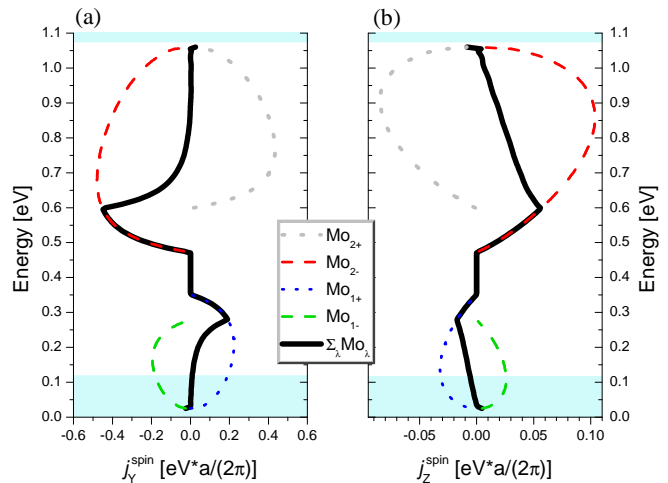 (a)
(b)
1.1
1.0
0.9
0.8
0.7
0.6
0.5
0.4
0.3
0.2
0.1
0.0
Energy [eV]
-0.6 -0.4 -0.2 0.0 0.2 0.4 0.6
j_Y^spin [eV*a/(2π)]
1.1
1.0
0.9
0.8
0.7
0.6
0.5
0.4
0.3
0.2
0.1
0.0
Energy [eV]
-0.05 0.00 0.05 0.10
j_Z^spin [eV*a/(2π)]
Mo2+
Mo2-
Mo1+
Mo1-
ΣλMoλ